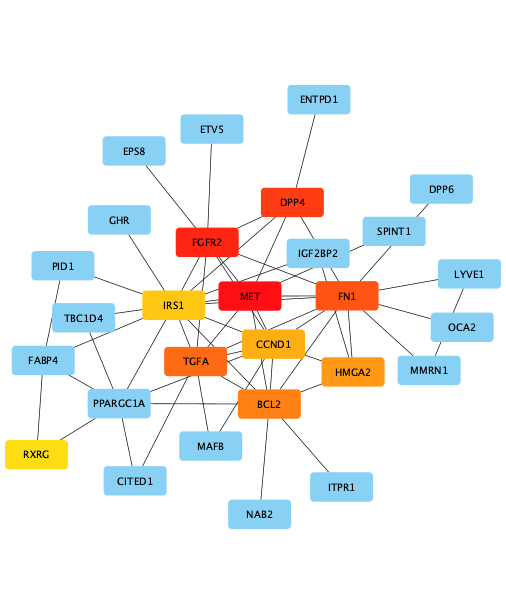 ENTPD1
ETV5
EPS8
DPP6
DPP4
GHR
SPINT1
FGFR2
IGF2BP2
PID1
LYVE1
MET
FN1
IRS1
TBC1D4
OCA2
CCND1
FABP4
TGFA
HMGA2
MMRN1
PPARGC1A
BCL2
MAFB
RXRG
CITED1
ITPR1
NAB2